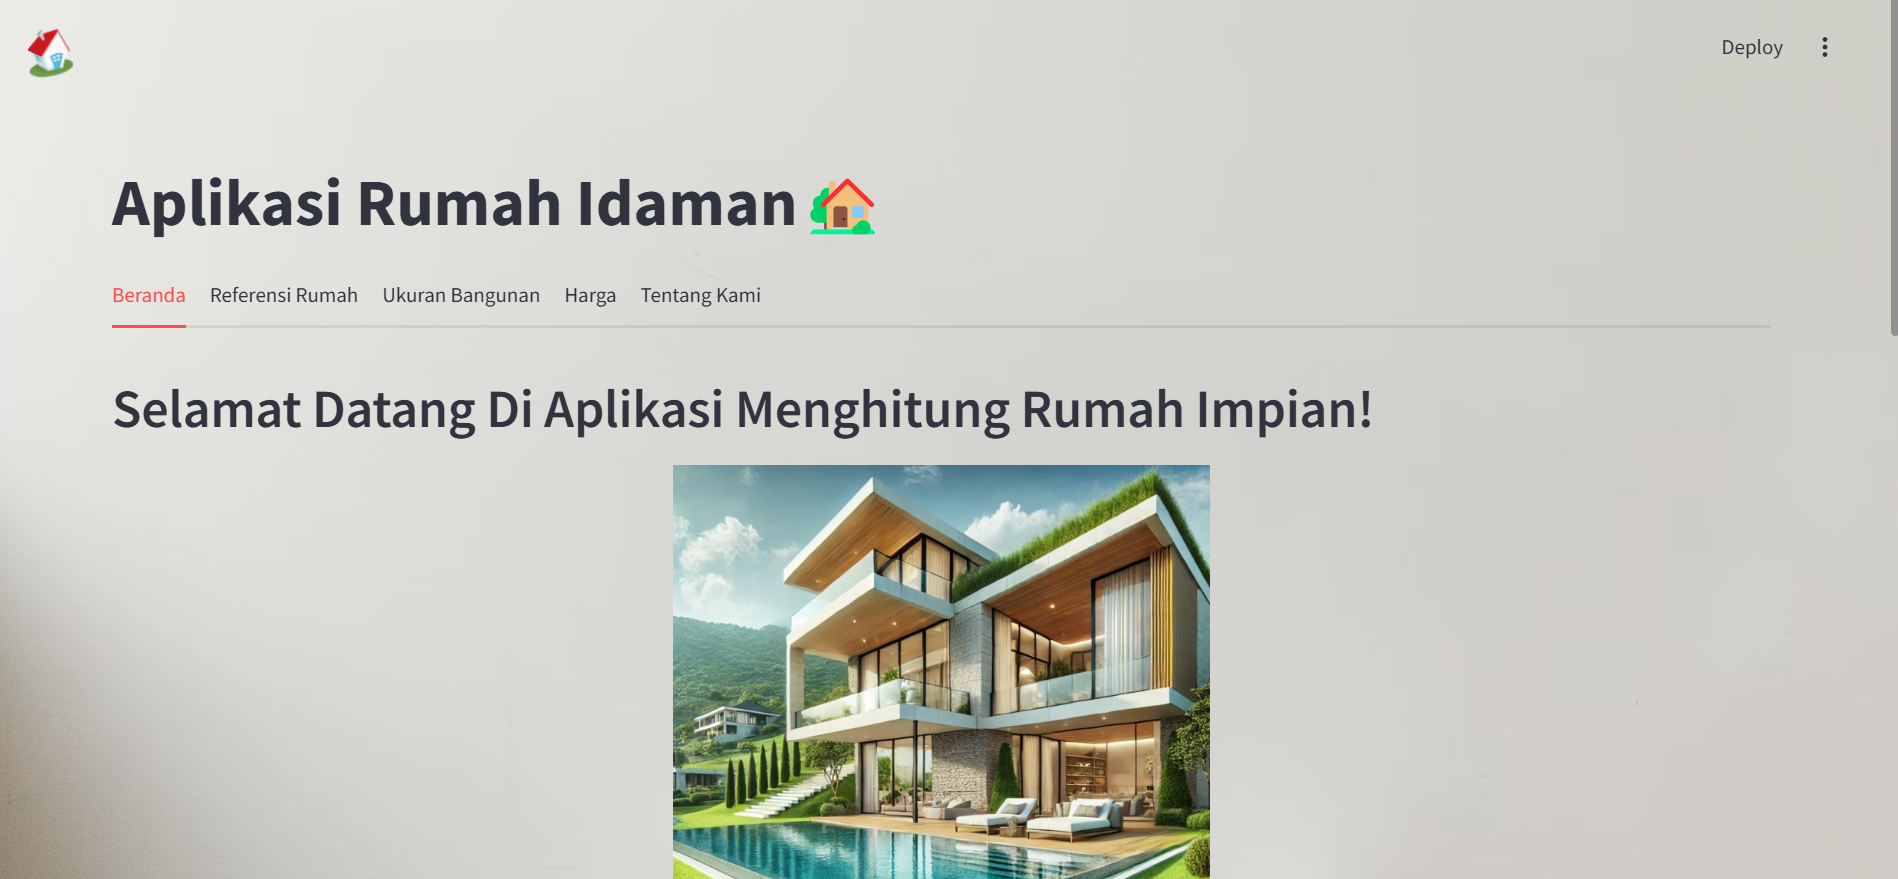 Deploy
Aplikasi Rumah Idaman
Beranda Referensi Rumah Ukuran Bangunan Harga Tentang Kami
Selamat Datang Di Aplikasi Menghitung Rumah Impian!